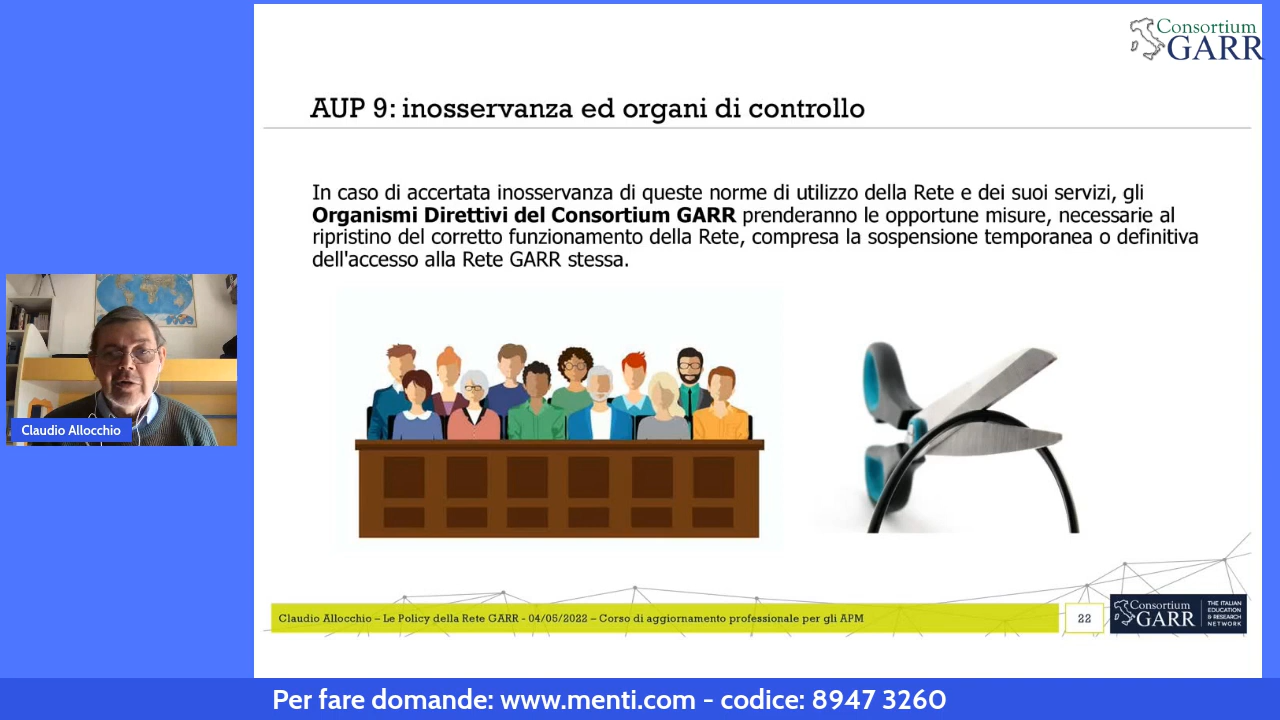 Consortium
GARR
AUP 9: inosservanza ed organi di controllo
In caso di accertata inosservanza di queste norme di utilizzo della Rete e dei suoi servizi, gli
Organismi Direttivi del Consortium GARR prenderanno le opportune misure, necessarie al
ripristino del corretto funzionamento della Rete, compresa la sospensione temporanea o definitiva
dell'accesso alla Rete GARR stessa.
Claudio Allocchio
Claudio Allocchio – Le Policy della Rete GARR - 04/05/2022 – Corso di aggiornamento professionale per gli APM
22
Consortium
GARR
THE ITALIAN
EDUCATION
& RESEARCH
NETWORK
Per fare domande: www.menti.com - codice: 8947 3260